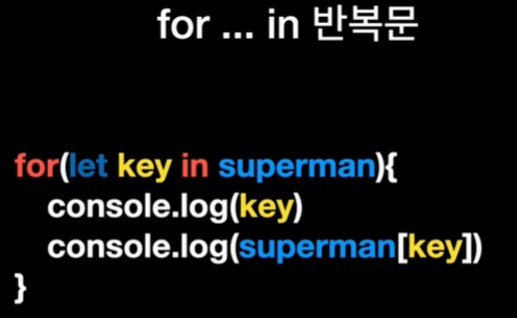 for ... in 반복문
for(let key in superman){
console.log(key)
console.log(superman[key])
}